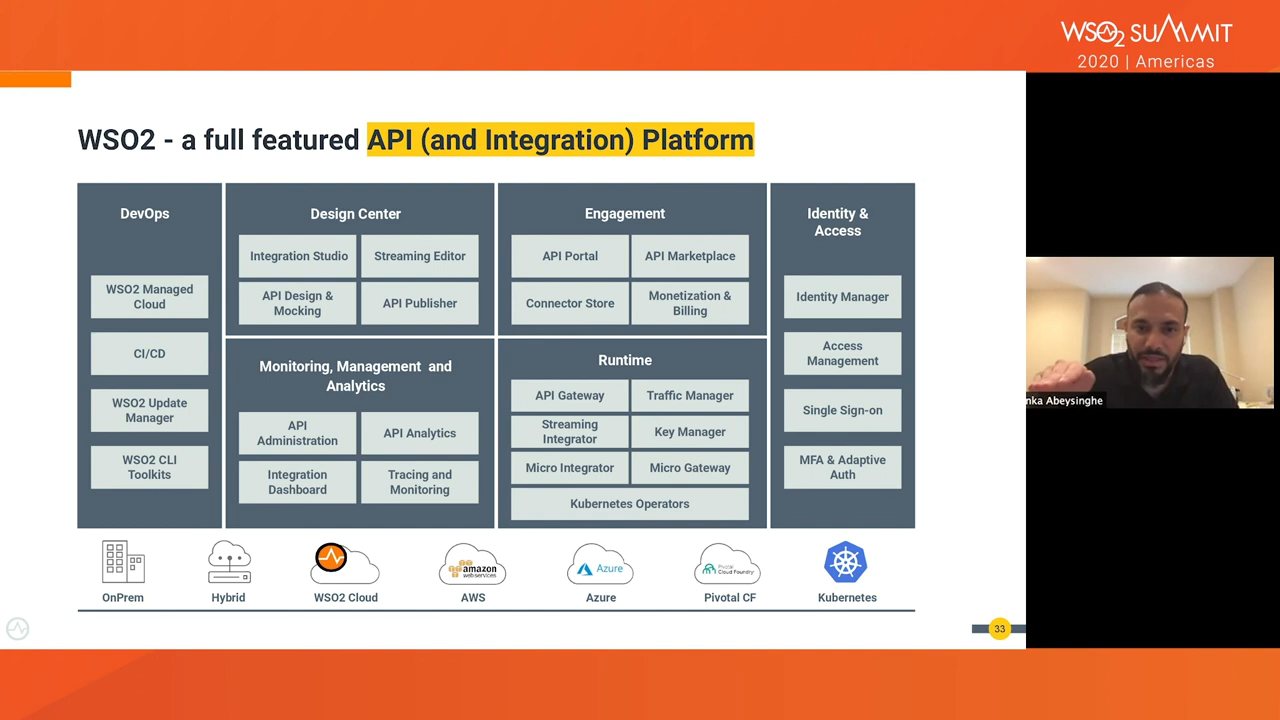 WSO2 SUMMIT
2020 | Americas
WSO2 - a full featured API (and Integration) Platform
DevOps
WSO2 Managed
Cloud
CI/CD
WSO2 Update
Manager
WSO2 CLI
Toolkits
Design Center
Integration Studio
Streaming Editor
API Design &
Mocking
API Publisher
Monitoring, Management and
Analytics
API
Administration
API Analytics
Integration
Dashboard
Tracing and
Monitoring
Engagement
API Portal
API Marketplace
Connector Store
Monetization &
Billing
Runtime
API Gateway
Traffic Manager
Streaming
Integrator
Key Manager
Micro Integrator
Micro Gateway
Kubernetes Operators
Identity &
Access
Identity Manager
Access
Management
Single Sign-on
MFA & Adaptive
Auth
nka Abeysinghe
amazon
web services
Azure
Pivotal
Cloud Foundry
OnPrem
Hybrid
WSO2 Cloud
AWS
Azure
Pivotal CF
Kubernetes
33